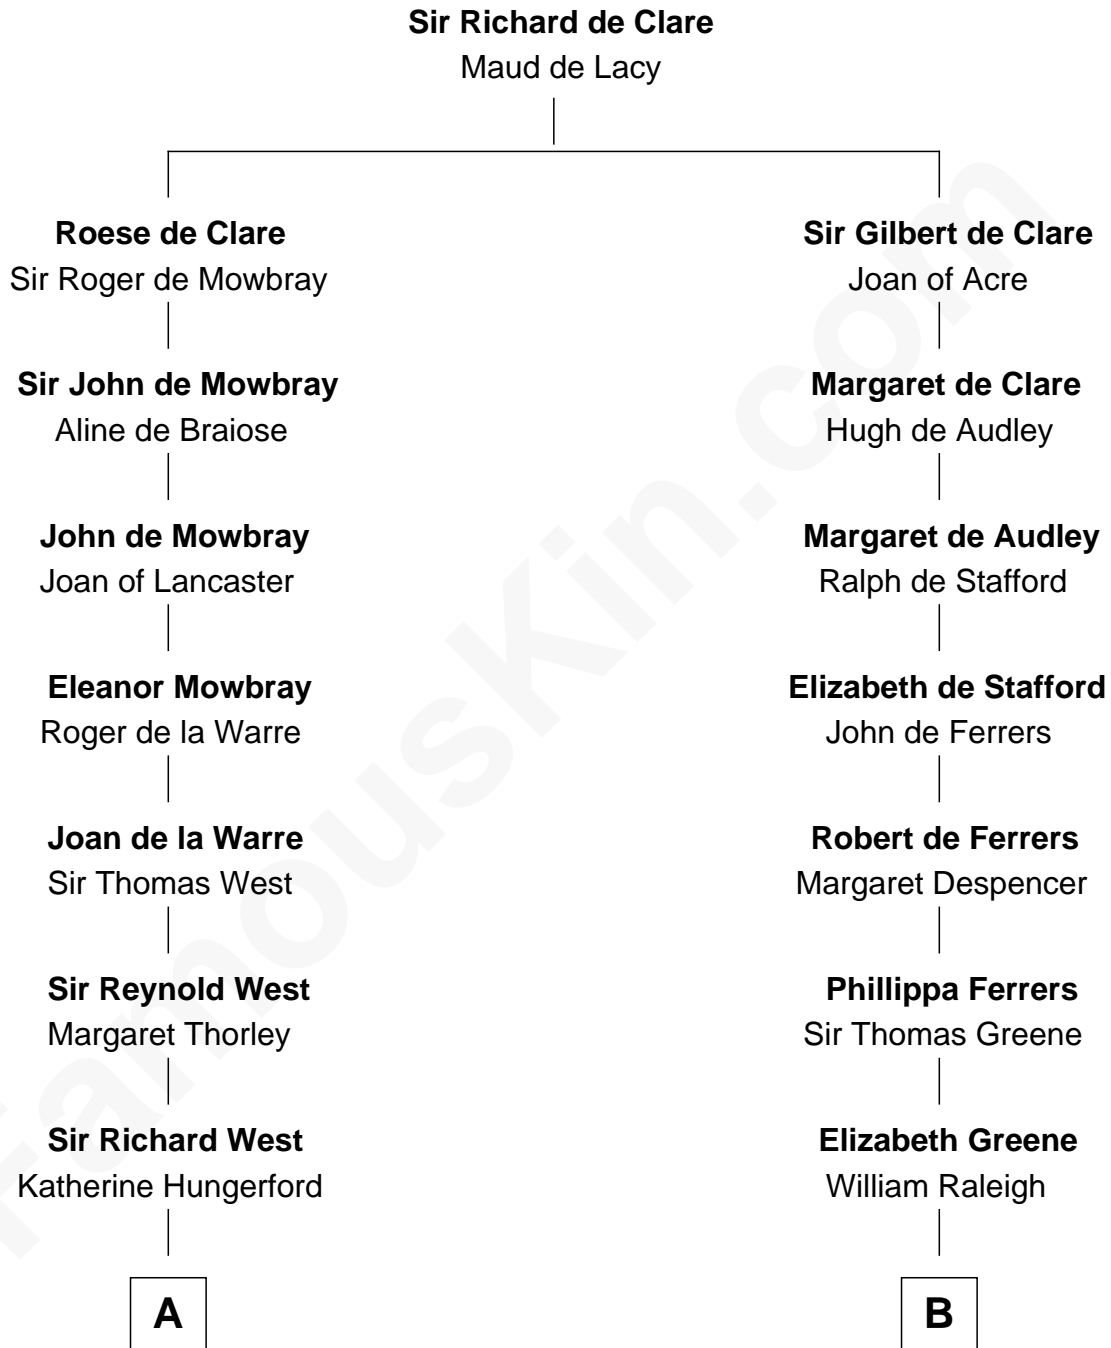 Sir Richard de Clare
Maud de Lacy
Roese de Clare
Sir Roger de Mowbray
Sir Gilbert de Clare
Joan of Acre
Sir John de Mowbray
Aline de Braiose
Margaret de Clare
Hugh de Audley
John de Mowbray
Joan of Lancaster
Margaret de Audley
Ralph de Stafford
Eleanor Mowbray
Roger de la Warre
Elizabeth de Stafford
John de Ferrers
Joan de la Warre
Sir Thomas West
Robert de Ferrers
Margaret Despencer
Sir Reynold West
Margaret Thorley
Phillippa Ferrers
Sir Thomas Greene
Sir Richard West
Katherine Hungerford
Elizabeth Greene
William Raleigh
A
B
FamousKin.com